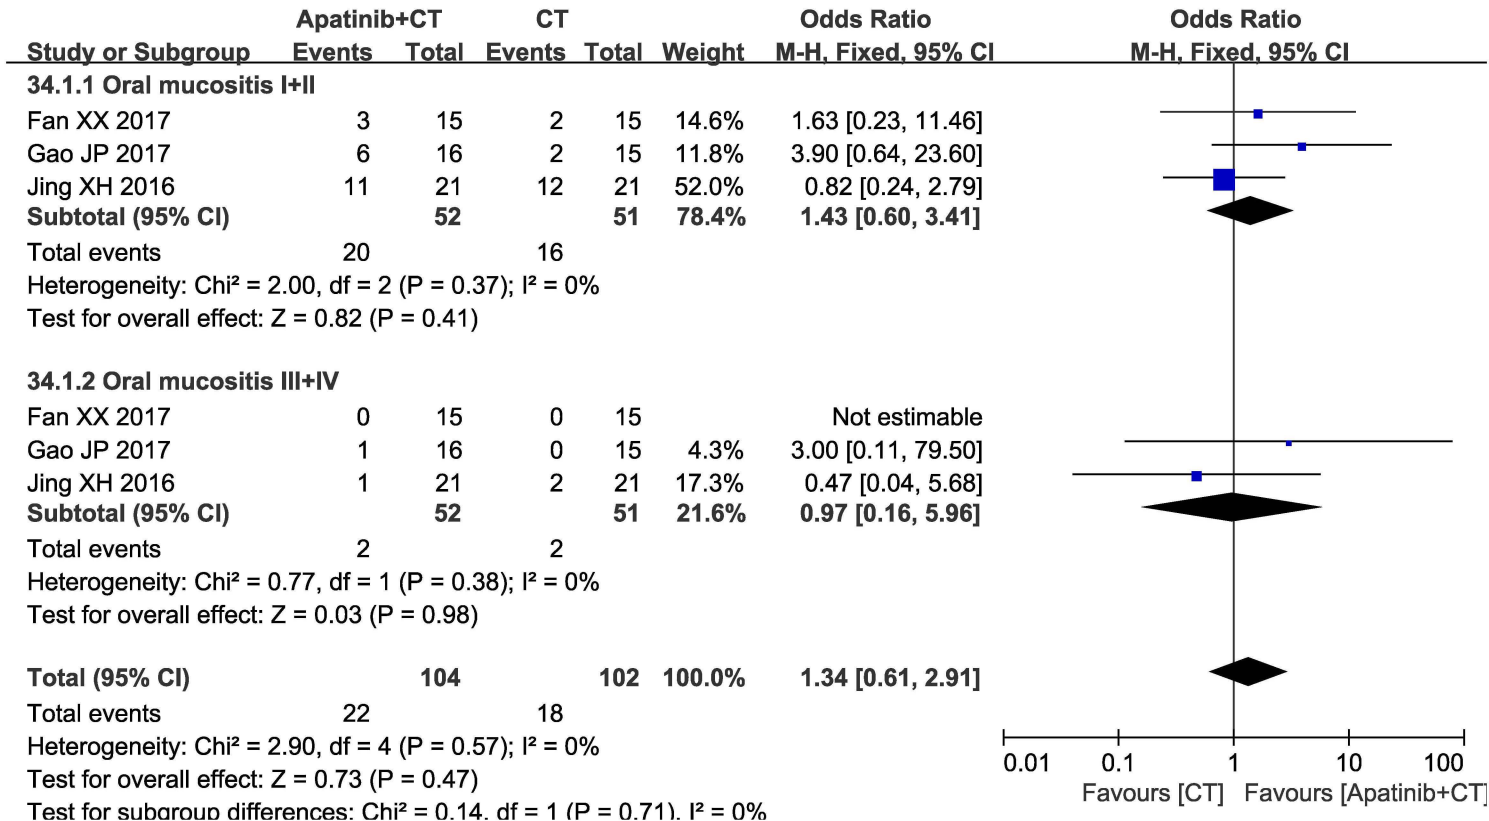 Apatinib+CT CT Odds Ratio Odds Ratio
Study or Subgroup Events Total Events Total Weight M-H, Fixed, 95% CI M-H, Fixed, 95% CI
34.1.1 Oral mucositis I+II
Fan XX 2017 3 15 2 15 14.6% 1.63 [0.23, 11.46]
Gao JP 2017 6 16 2 15 11.8% 3.90 [0.64, 23.60]
Jing XH 2016 11 21 12 21 52.0% 0.82 [0.24, 2.79]
Subtotal (95% CI) 52 51 78.4% 1.43 [0.60, 3.41]
Total events 20 16
Heterogeneity: Chi² = 2.00, df = 2 (P = 0.37); I² = 0%
Test for overall effect: Z = 0.82 (P = 0.41)
34.1.2 Oral mucositis III+IV
Fan XX 2017 0 15 0 15 Not estimable
Gao JP 2017 1 16 0 15 4.3% 3.00 [0.11, 79.50]
Jing XH 2016 1 21 2 21 17.3% 0.47 [0.04, 5.68]
Subtotal (95% CI) 52 51 21.6% 0.97 [0.16, 5.96]
Total events 2 2
Heterogeneity: Chi² = 0.77, df = 1 (P = 0.38); I² = 0%
Test for overall effect: Z = 0.03 (P = 0.98)
Total (95% CI) 104 102 100.0% 1.34 [0.61, 2.91]
Total events 22 18
Heterogeneity: Chi² = 2.90, df = 4 (P = 0.57); I² = 0%
Test for overall effect: Z = 0.73 (P = 0.47)
Test for subgroup differences: Chi² = 0.14, df = 1 (P = 0.71), I² = 0%
0.01 0.1 1 10 100
Favours [CT] Favours [Apatinib+CT]